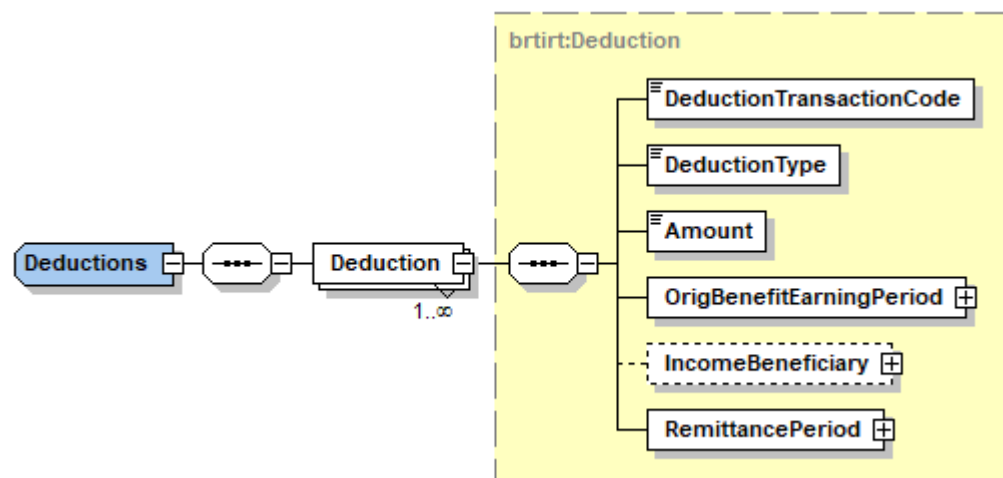 brtirt:Deduction
DeductionTransactionCode
DeductionType
Amount
Deductions
Deduction
1..∞
OrigBenefitEarningPeriod
IncomeBeneficiary
RemittancePeriod